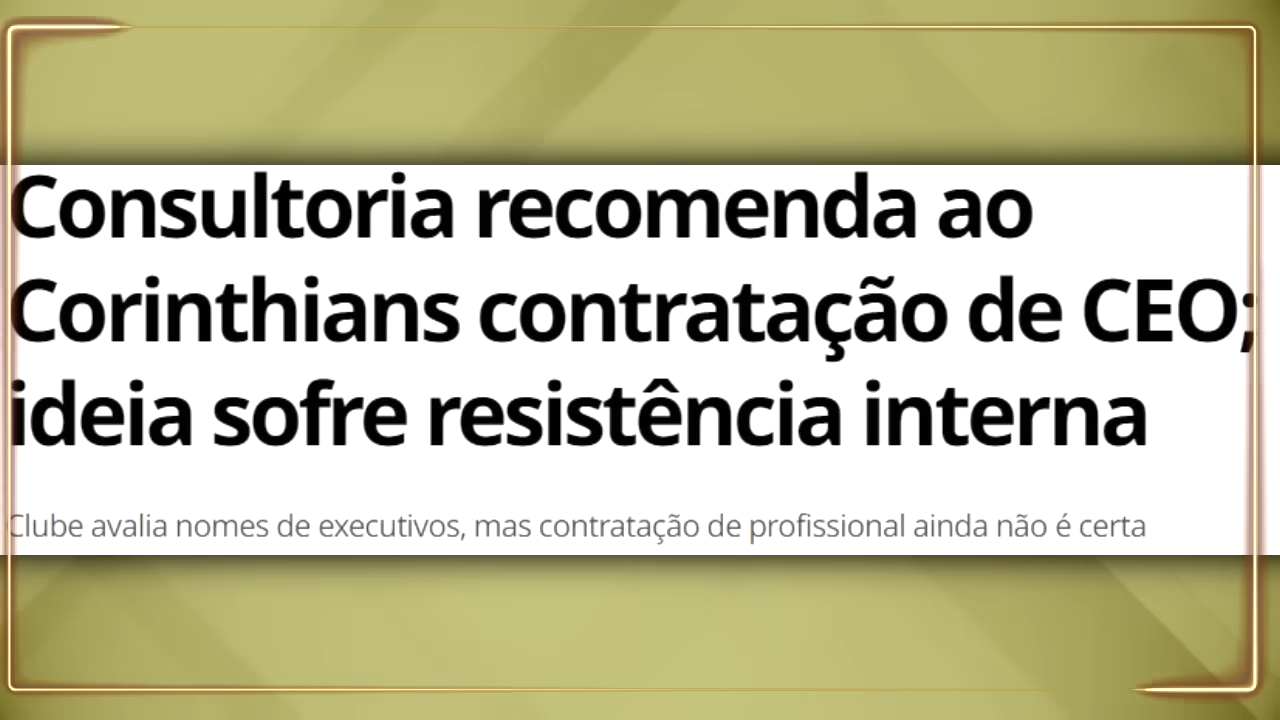 Consultoria recomenda ao
Corinthians contratação de CEO;
ideia sofre resistência interna
Clube avalia nomes de executivos, mas contratação de profissional ainda não é certa